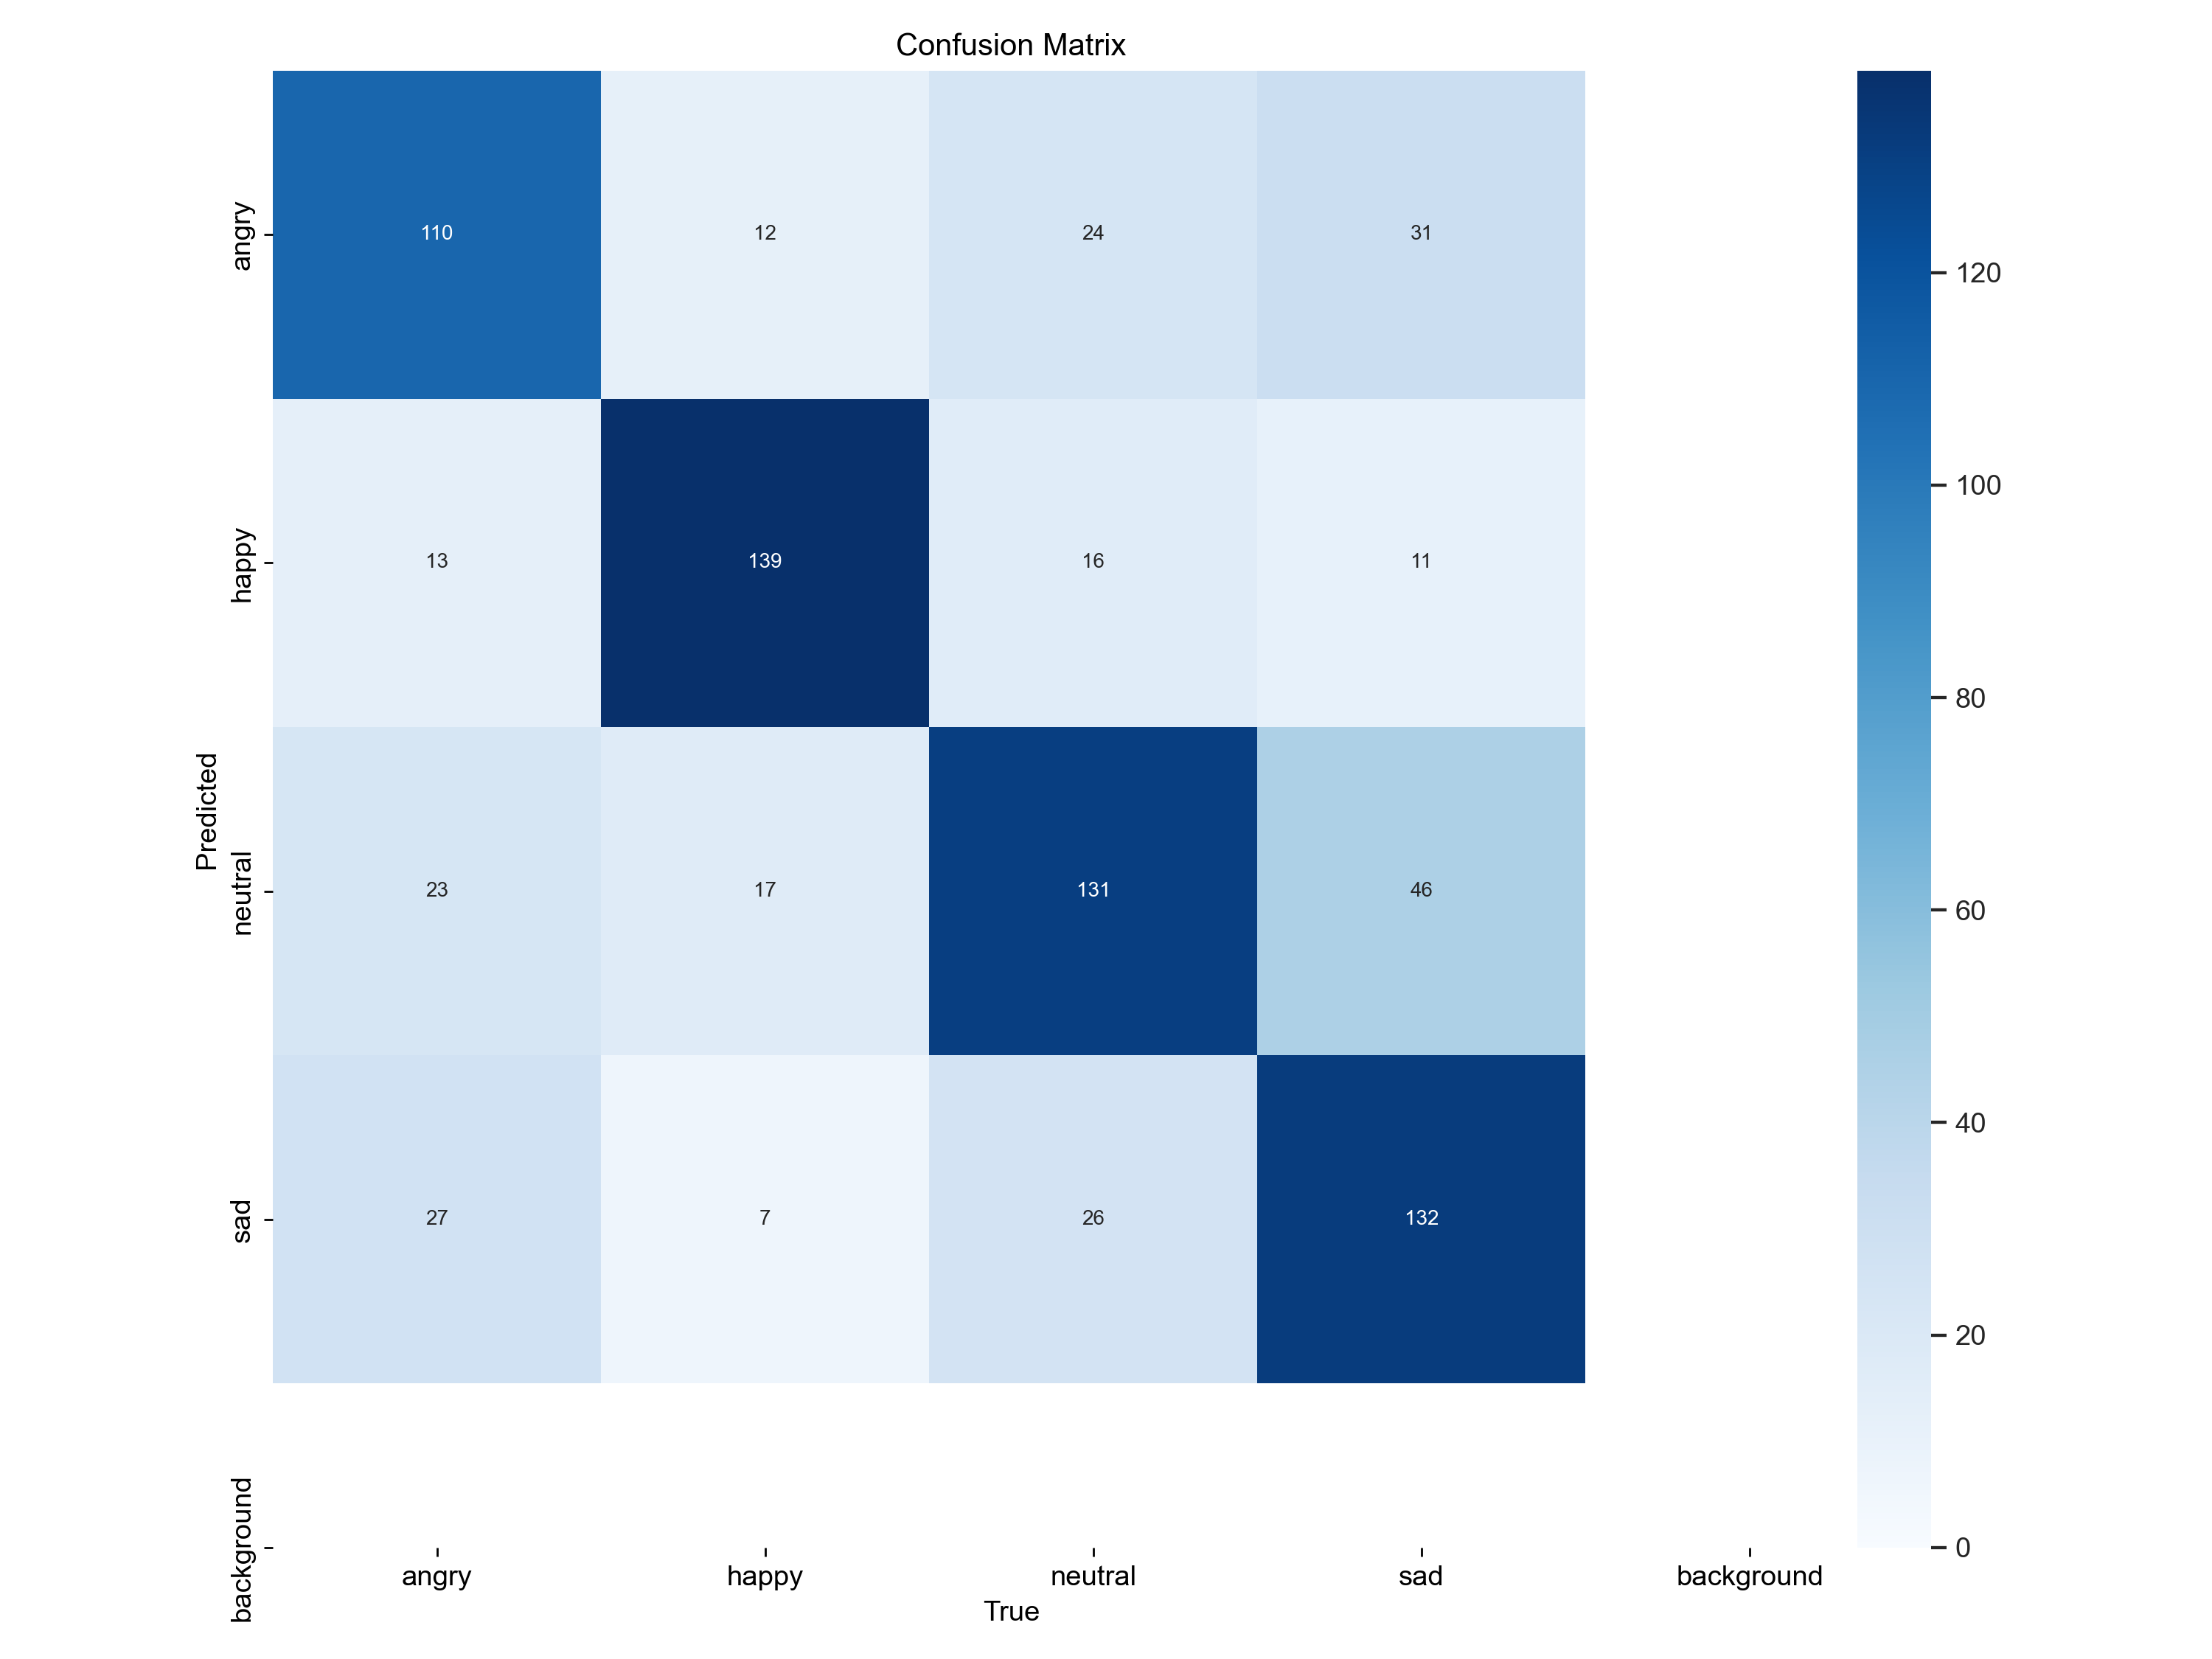 Confusion Matrix
angry
110 12 24 31
happy
13 139 16 11
neutral
23 17 131 46
sad
27 7 26 132
background
Predicted
angry happy neutral sad background
True
120
100
80
60
40
20
0